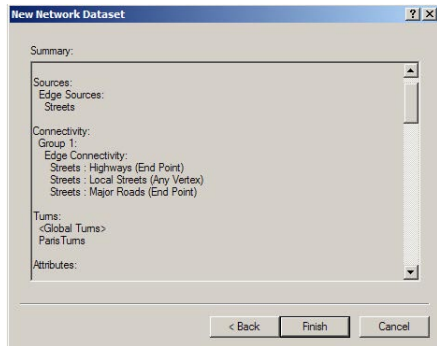 New Network Dataset
Summary:
Sources:
Edge Sources:
Streets
Connectivity:
Group 1:
Edge Connectivity:
Streets : Highways (End Point)
Streets : Local Streets (Any Vertex)
Streets : Major Roads (End Point)
Turns:
<Global Turns>
ParisTurns
Attributes:
< Back Finish Cancel